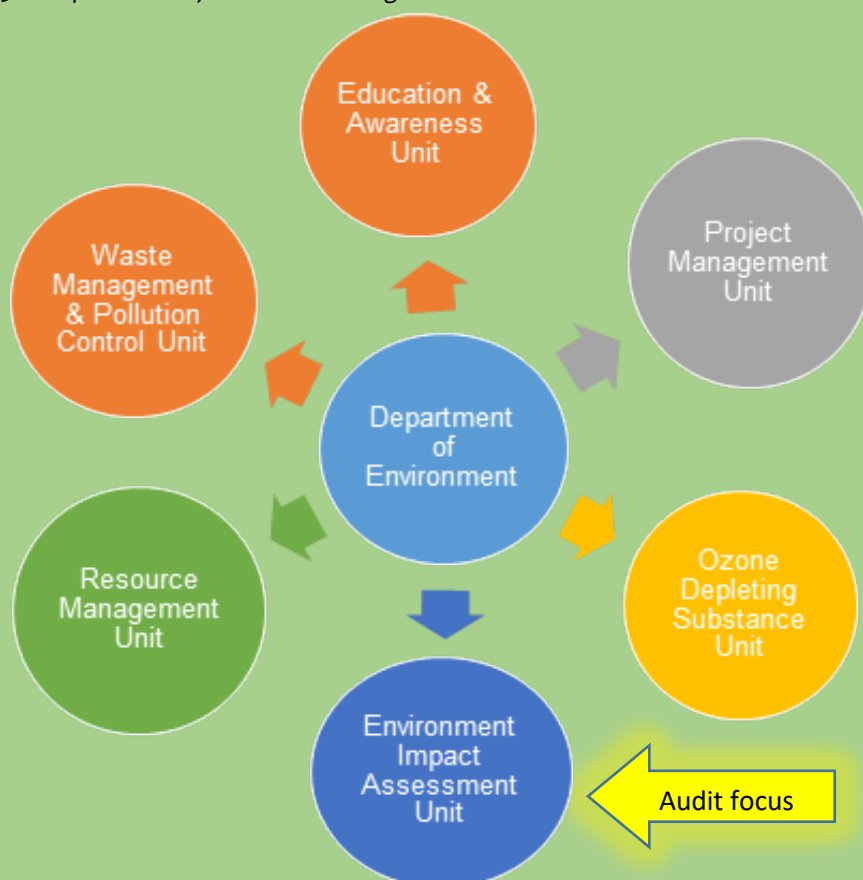 Education &
Awareness
Unit
Project
Management
Unit
Waste
Management
& Pollution
Control Unit
Department
of
Environment
Resource
Management
Unit
Ozone
Depleting
Substance
Unit
Environment
Impact
Assessment
Unit
Audit focus